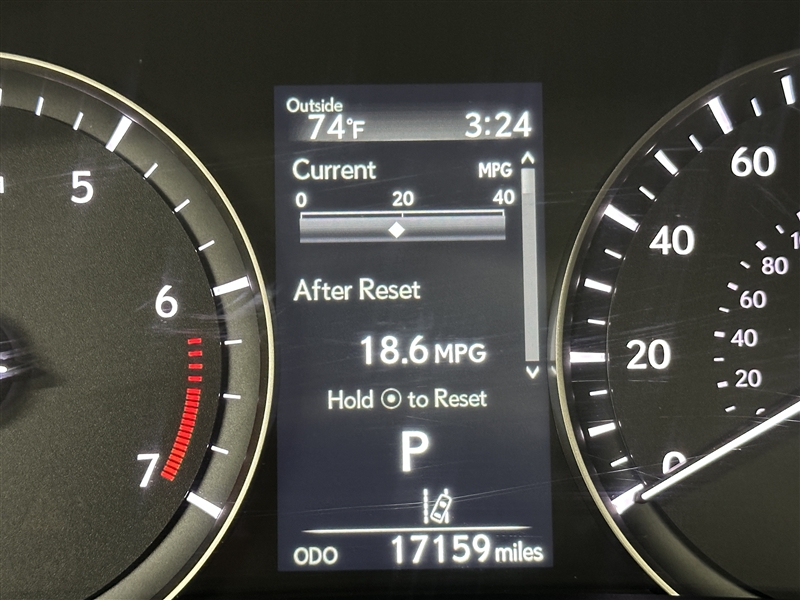 Outside
74°F 3:24
Current MPG
0 20 40
After Reset
18.6 MPG
Hold ⦿ to Reset
P
ODO 17159 miles
5
6
7
60
40
20
0
80
60
40
20